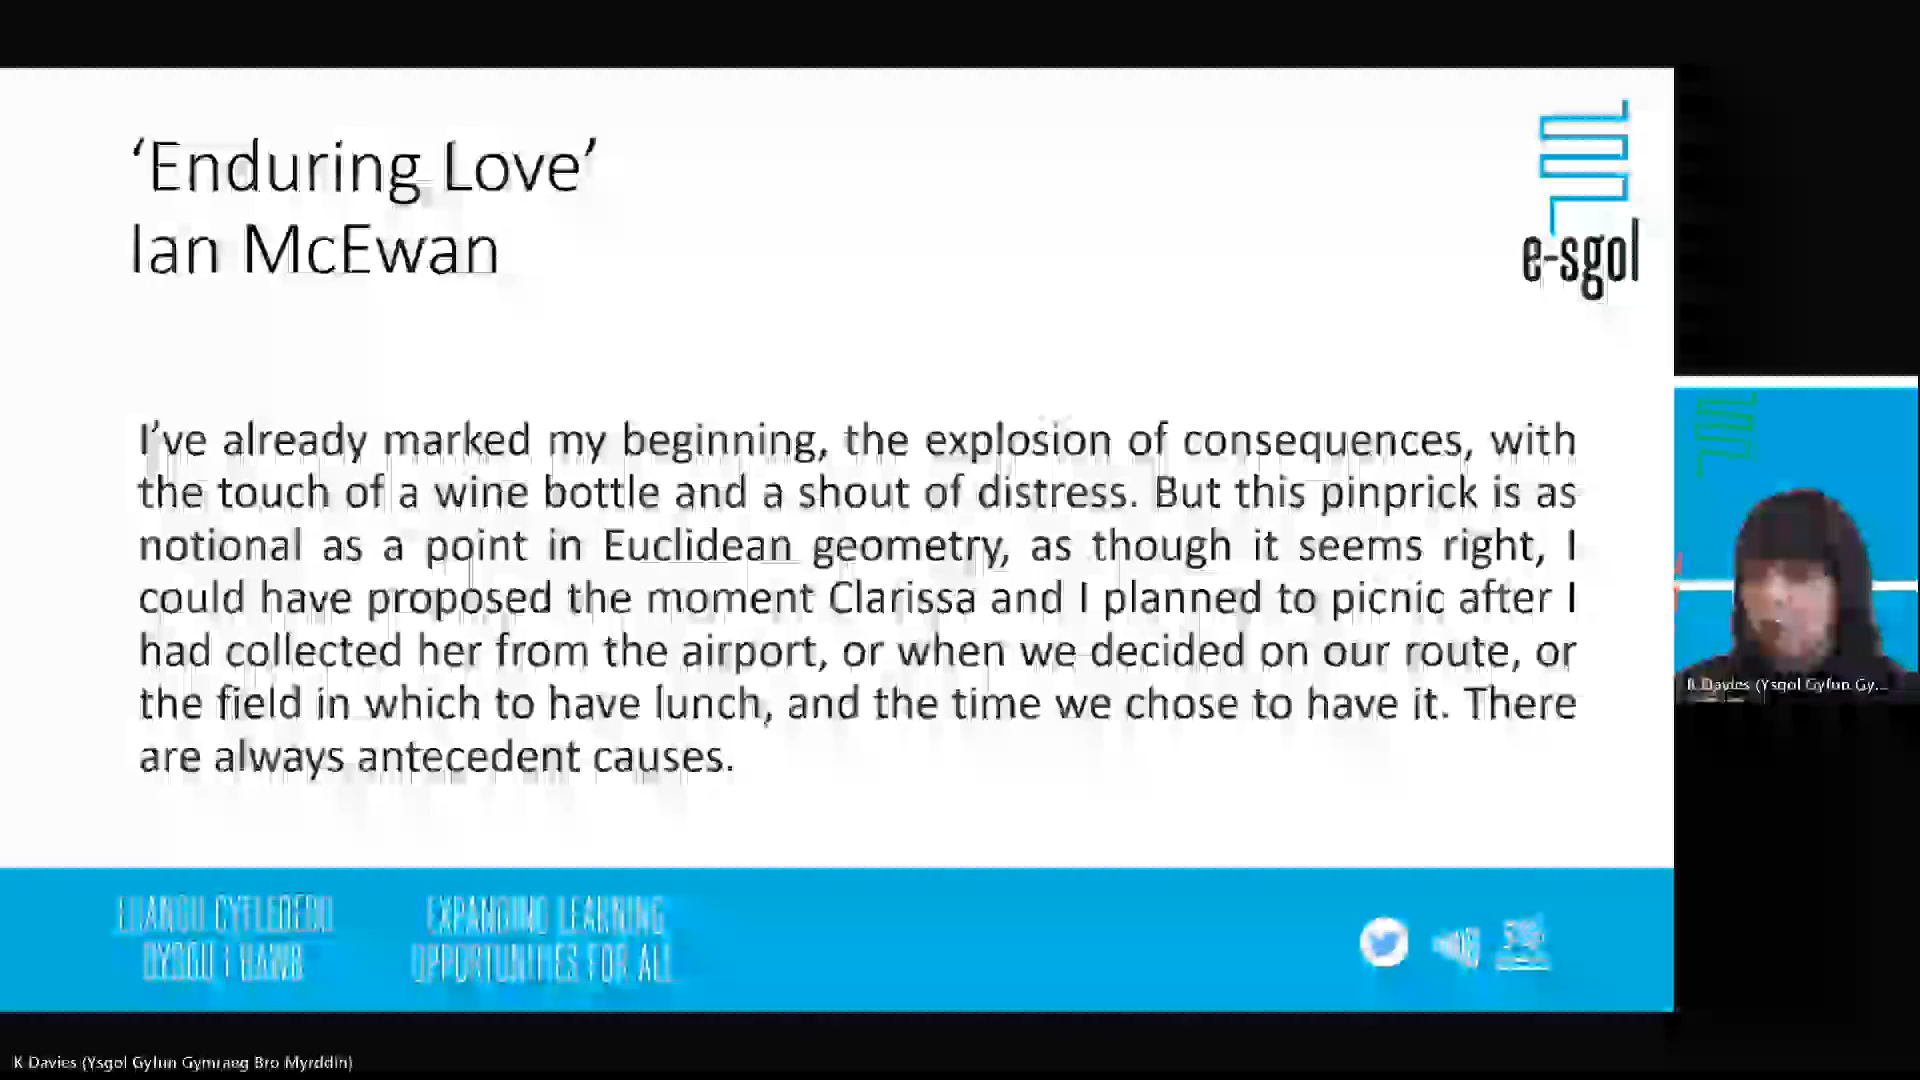 ‘Enduring Love’
Ian McEwan
e-sgol
I’ve already marked my beginning, the explosion of consequences, with
the touch of a wine bottle and a shout of distress. But this pinprick is as
notional as a point in Euclidean geometry, as though it seems right, I
could have proposed the moment Clarissa and I planned to picnic after I
had collected her from the airport, or when we decided on our route, or
the field in which to have lunch, and the time we chose to have it. There
are always antecedent causes.
K Davies (Ysgol Gyfun Gy...
EHANGU CYFLEOEDD
DYSGU I BAWB
EXPANDING LEARNING
OPPORTUNITIES FOR ALL
K Davies (Ysgol Gyfun Gymraeg Bro Myrddin)